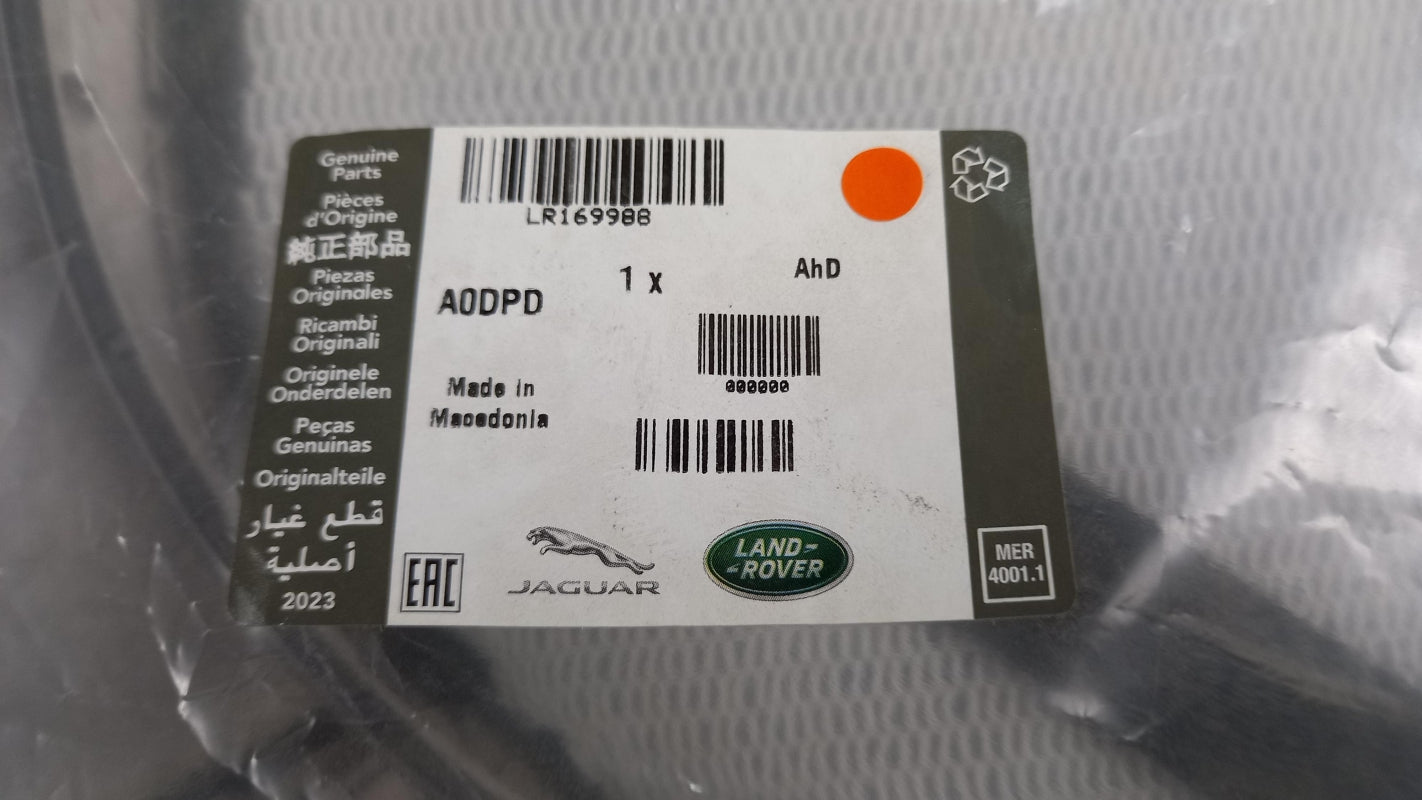 Genuine
Parts
Pièces
d'Origine
純正部品
Piezas
Originales
Ricambi
Originali
Originele
Onderdelen
Peças
Genuinas
Originalteile
قطع غيار
أصلية
2023
LR169988
1 x
AhD
A0DPD
000000
Made in
Macedonia
EAC
JAGUAR
LAND-
-ROVER
MER
4001.1